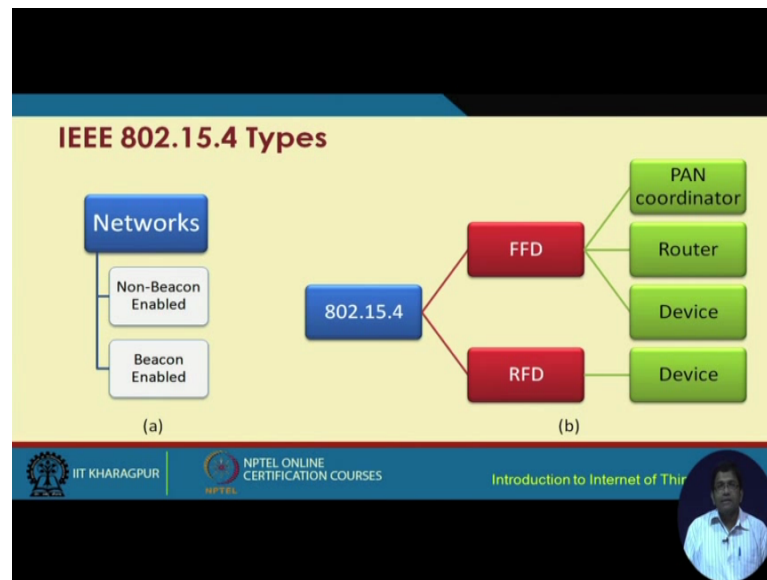 IEEE 802.15.4 Types
Networks
Non-Beacon
Enabled
Beacon
Enabled
(a)
802.15.4
FFD
RFD
PAN
coordinator
Router
Device
Device
(b)
IIT KHARAGPUR
NPTEL
NPTEL ONLINE
CERTIFICATION COURSES
Introduction to Internet of